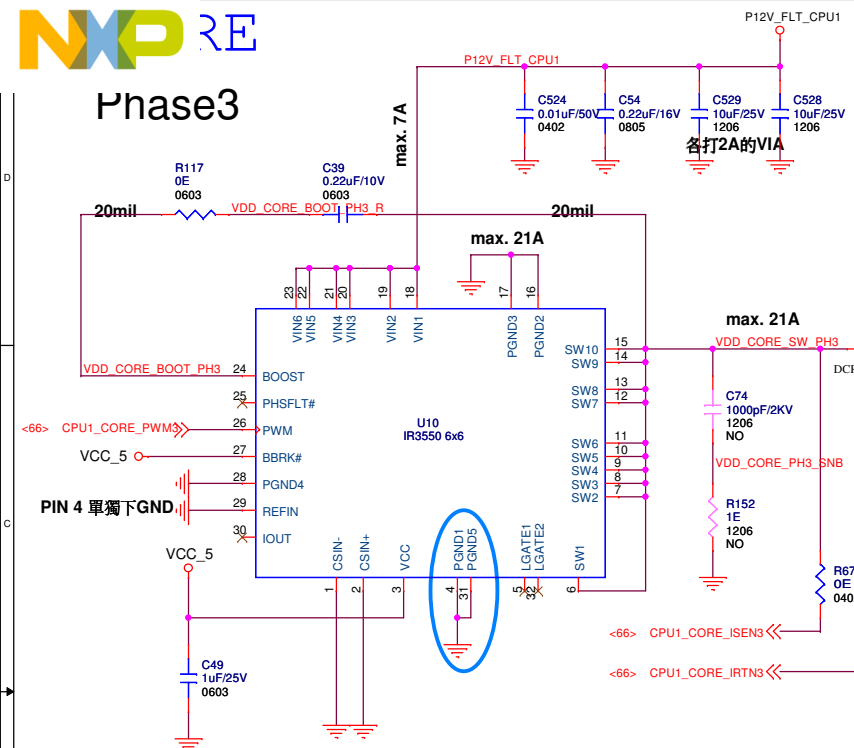 NXP
RE
Phase3
P12V_FLT_CPU1
P12V_FLT_CPU1
max. 7A
C524
0.01uF/50V
0402
C54
0.22uF/16V
0805
C529
10uF/25V
1206
C528
10uF/25V
1206
各打2A的VIA
D
R117
0E
0603
C39
0.22uF/10V
0603
20mil
VDD_CORE_BOOT_PH3_R
20mil
max. 21A
23
22
21
20
19
18
17
16
VIN6
VIN5
VIN4
VIN3
VIN2
VIN1
PGND3
PGND2
max. 21A
VDD_CORE_SW_PH3
VDD_CORE_BOOT_PH3
24
BOOST
25
PHSFLT#
<66> CPU1_CORE_PWM3
26
PWM
VCC_5
27
BBRK#
28
PGND4
29
REFIN
30
IOUT
PIN 4 單獨下GND
U10
IR3550 6x6
SW10
15
SW9
14
SW8
13
SW7
12
SW6
11
SW5
10
SW4
9
SW3
8
SW2
7
C74
1000pF/2KV
1206
NO
VDD_CORE_PH3_SNB
R152
1E
1206
NO
C
CSIN-
CSIN+
VCC
PGND1
PGND5
LGATE1
LGATE2
SW1
1
2
3
4
31
5
32
6
VCC_5
C49
1uF/25V
0603
R67
0E
<66> CPU1_CORE_ISEN3
<66> CPU1_CORE_IRTN3